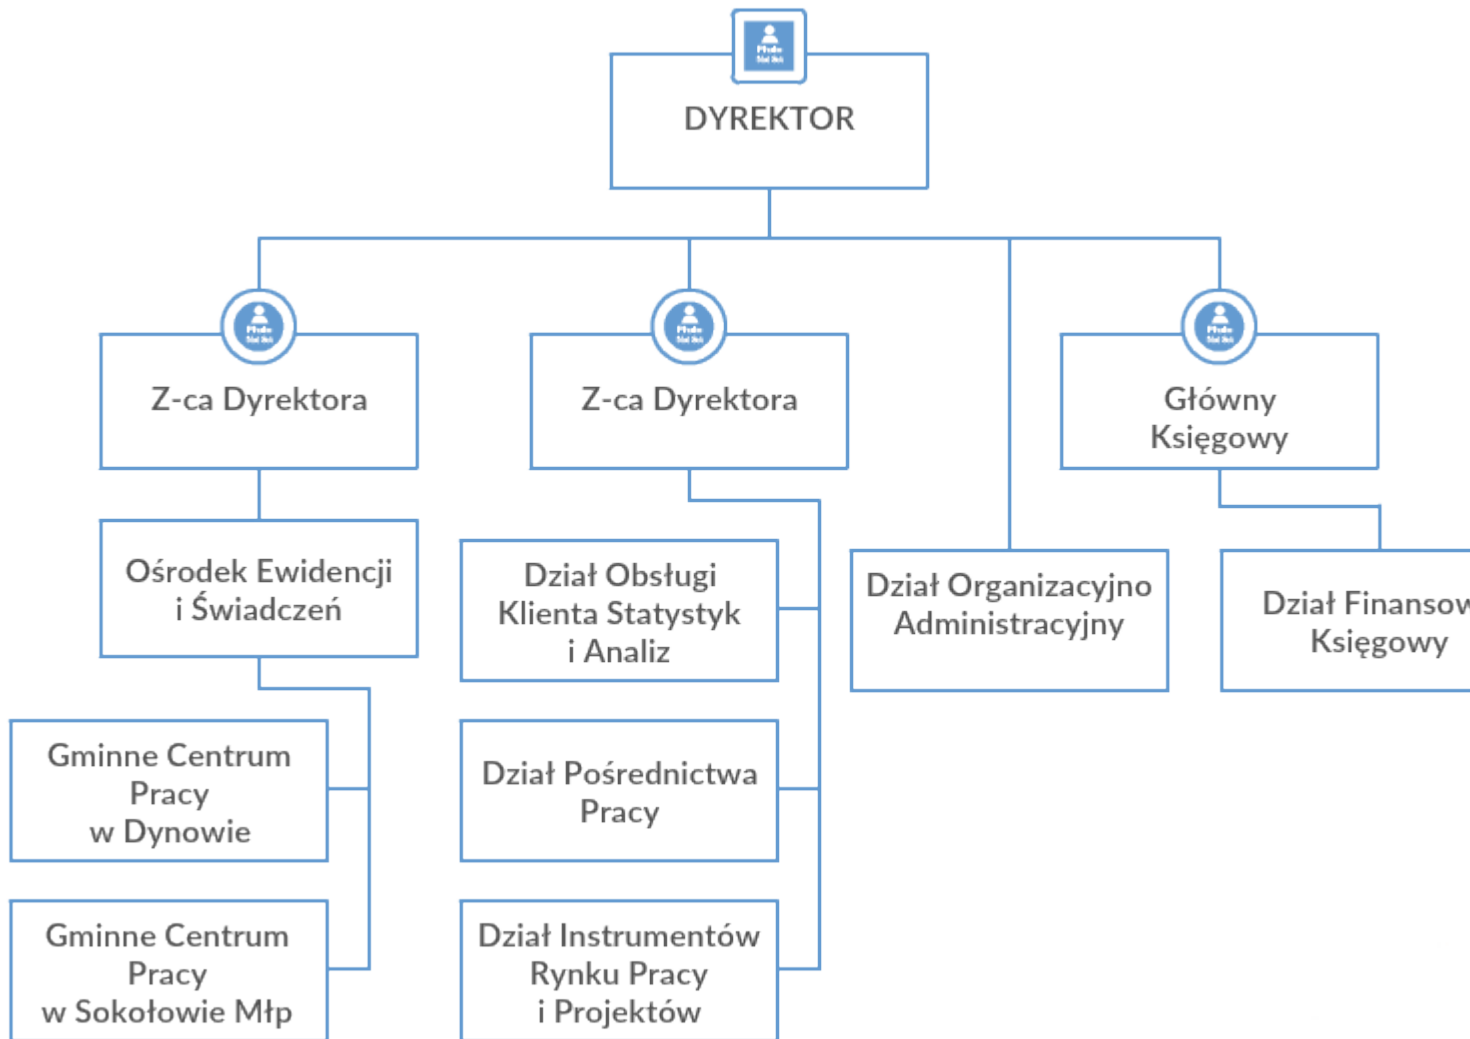 DYREKTOR
Z-ca Dyrektora
Z-ca Dyrektora
Główny
Księgowy
Ośrodek Ewidencji
i Świadczeń
Dział Obsługi
Klienta Statystyk
i Analiz
Dział Organizacyjno
Administracyjny
Dział
Księgowy
Gminne Centrum
Pracy
w Dynowie
Dział Pośrednictwa
Pracy
Gminne Centrum
Pracy
w Sokołowie Młp
Dział Instrumentów
Rynku Pracy
i Projektów